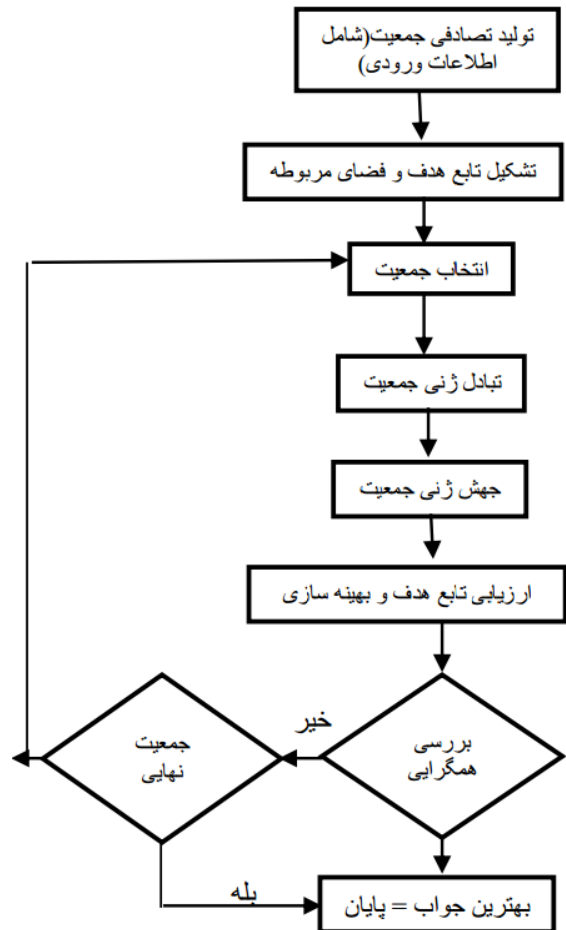 تولید تصادفی جمعیت(شامل
اطلاعات ورودی)
تشکیل تابع هدف و فضای مربوطه
انتخاب جمعیت
تبادل ژنی جمعیت
جهش ژنی جمعیت
ارزیابی تابع هدف و بهینه سازی
بررسی
همگرایی
خیر
جمعیت
نهایی
بله
بهترین جواب = پایان